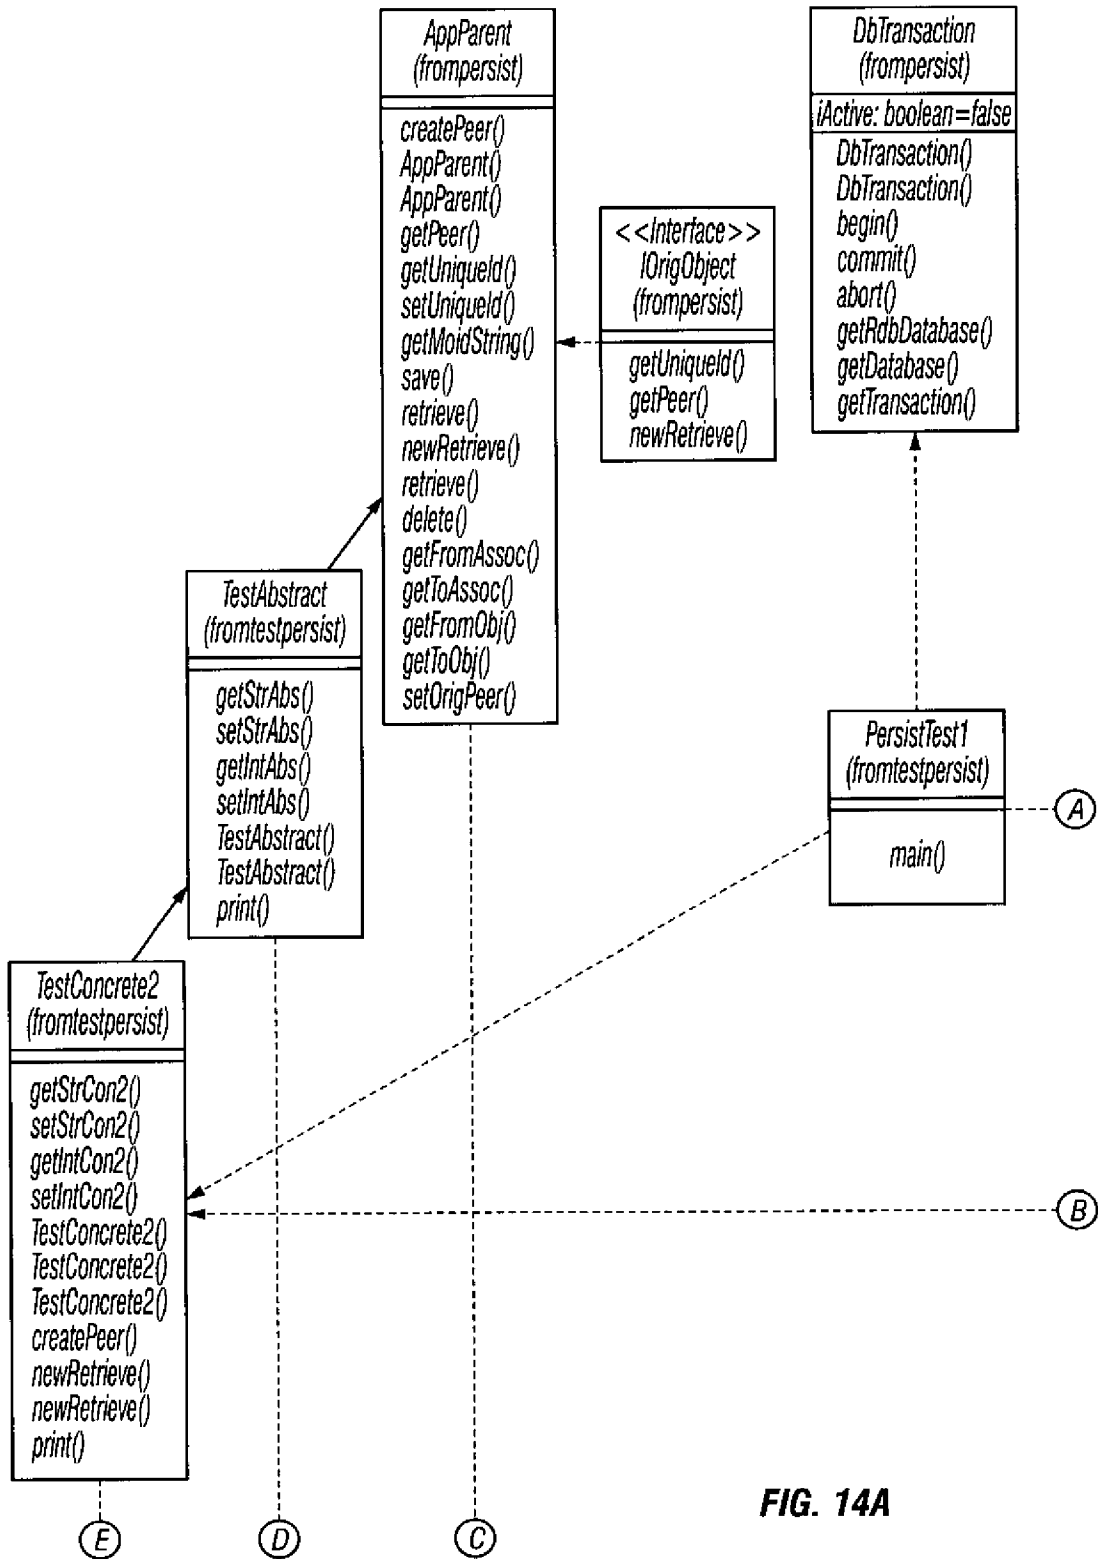 AppParent
(frompersist)
createPeer()
AppParent()
AppParent()
getPeer()
getUniqueId()
setUniqueId()
getMoidString()
save()
retrieve()
newRetrieve()
retrieve()
delete()
getFromAssoc()
getToAssoc()
getFromObj()
getToObj()
setOrigPeer()
<<Interface>>
IOrigObject
(frompersist)
getUniqueId()
getPeer()
newRetrieve()
DbTransaction
(frompersist)
iActive: boolean=false
DbTransaction()
DbTransaction()
begin()
commit()
abort()
getRdbDatabase()
getDatabase()
getTransaction()
TestAbstract
(fromtestpersist)
getStrAbs()
setStrAbs()
getIntAbs()
setIntAbs()
TestAbstract()
TestAbstract()
print()
PersistTest1
(fromtestpersist)
main()
A
TestConcrete2
(fromtestpersist)
getStrCon2()
setStrCon2()
getIntCon2()
setIntCon2()
TestConcrete2()
TestConcrete2()
TestConcrete2()
createPeer()
newRetrieve()
newRetrieve()
print()
B
E
D
C
FIG. 14A